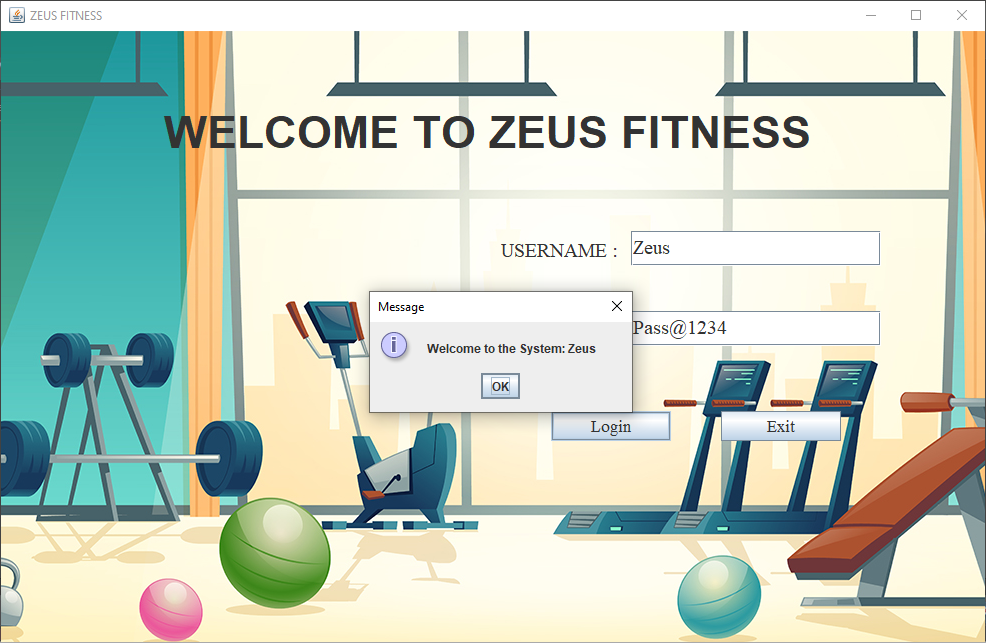 ZEUS FITNESS
WELCOME TO ZEUS FITNESS
USERNAME : Zeus
Message
Welcome to the System: Zeus
OK
Pass@1234
Login Exit